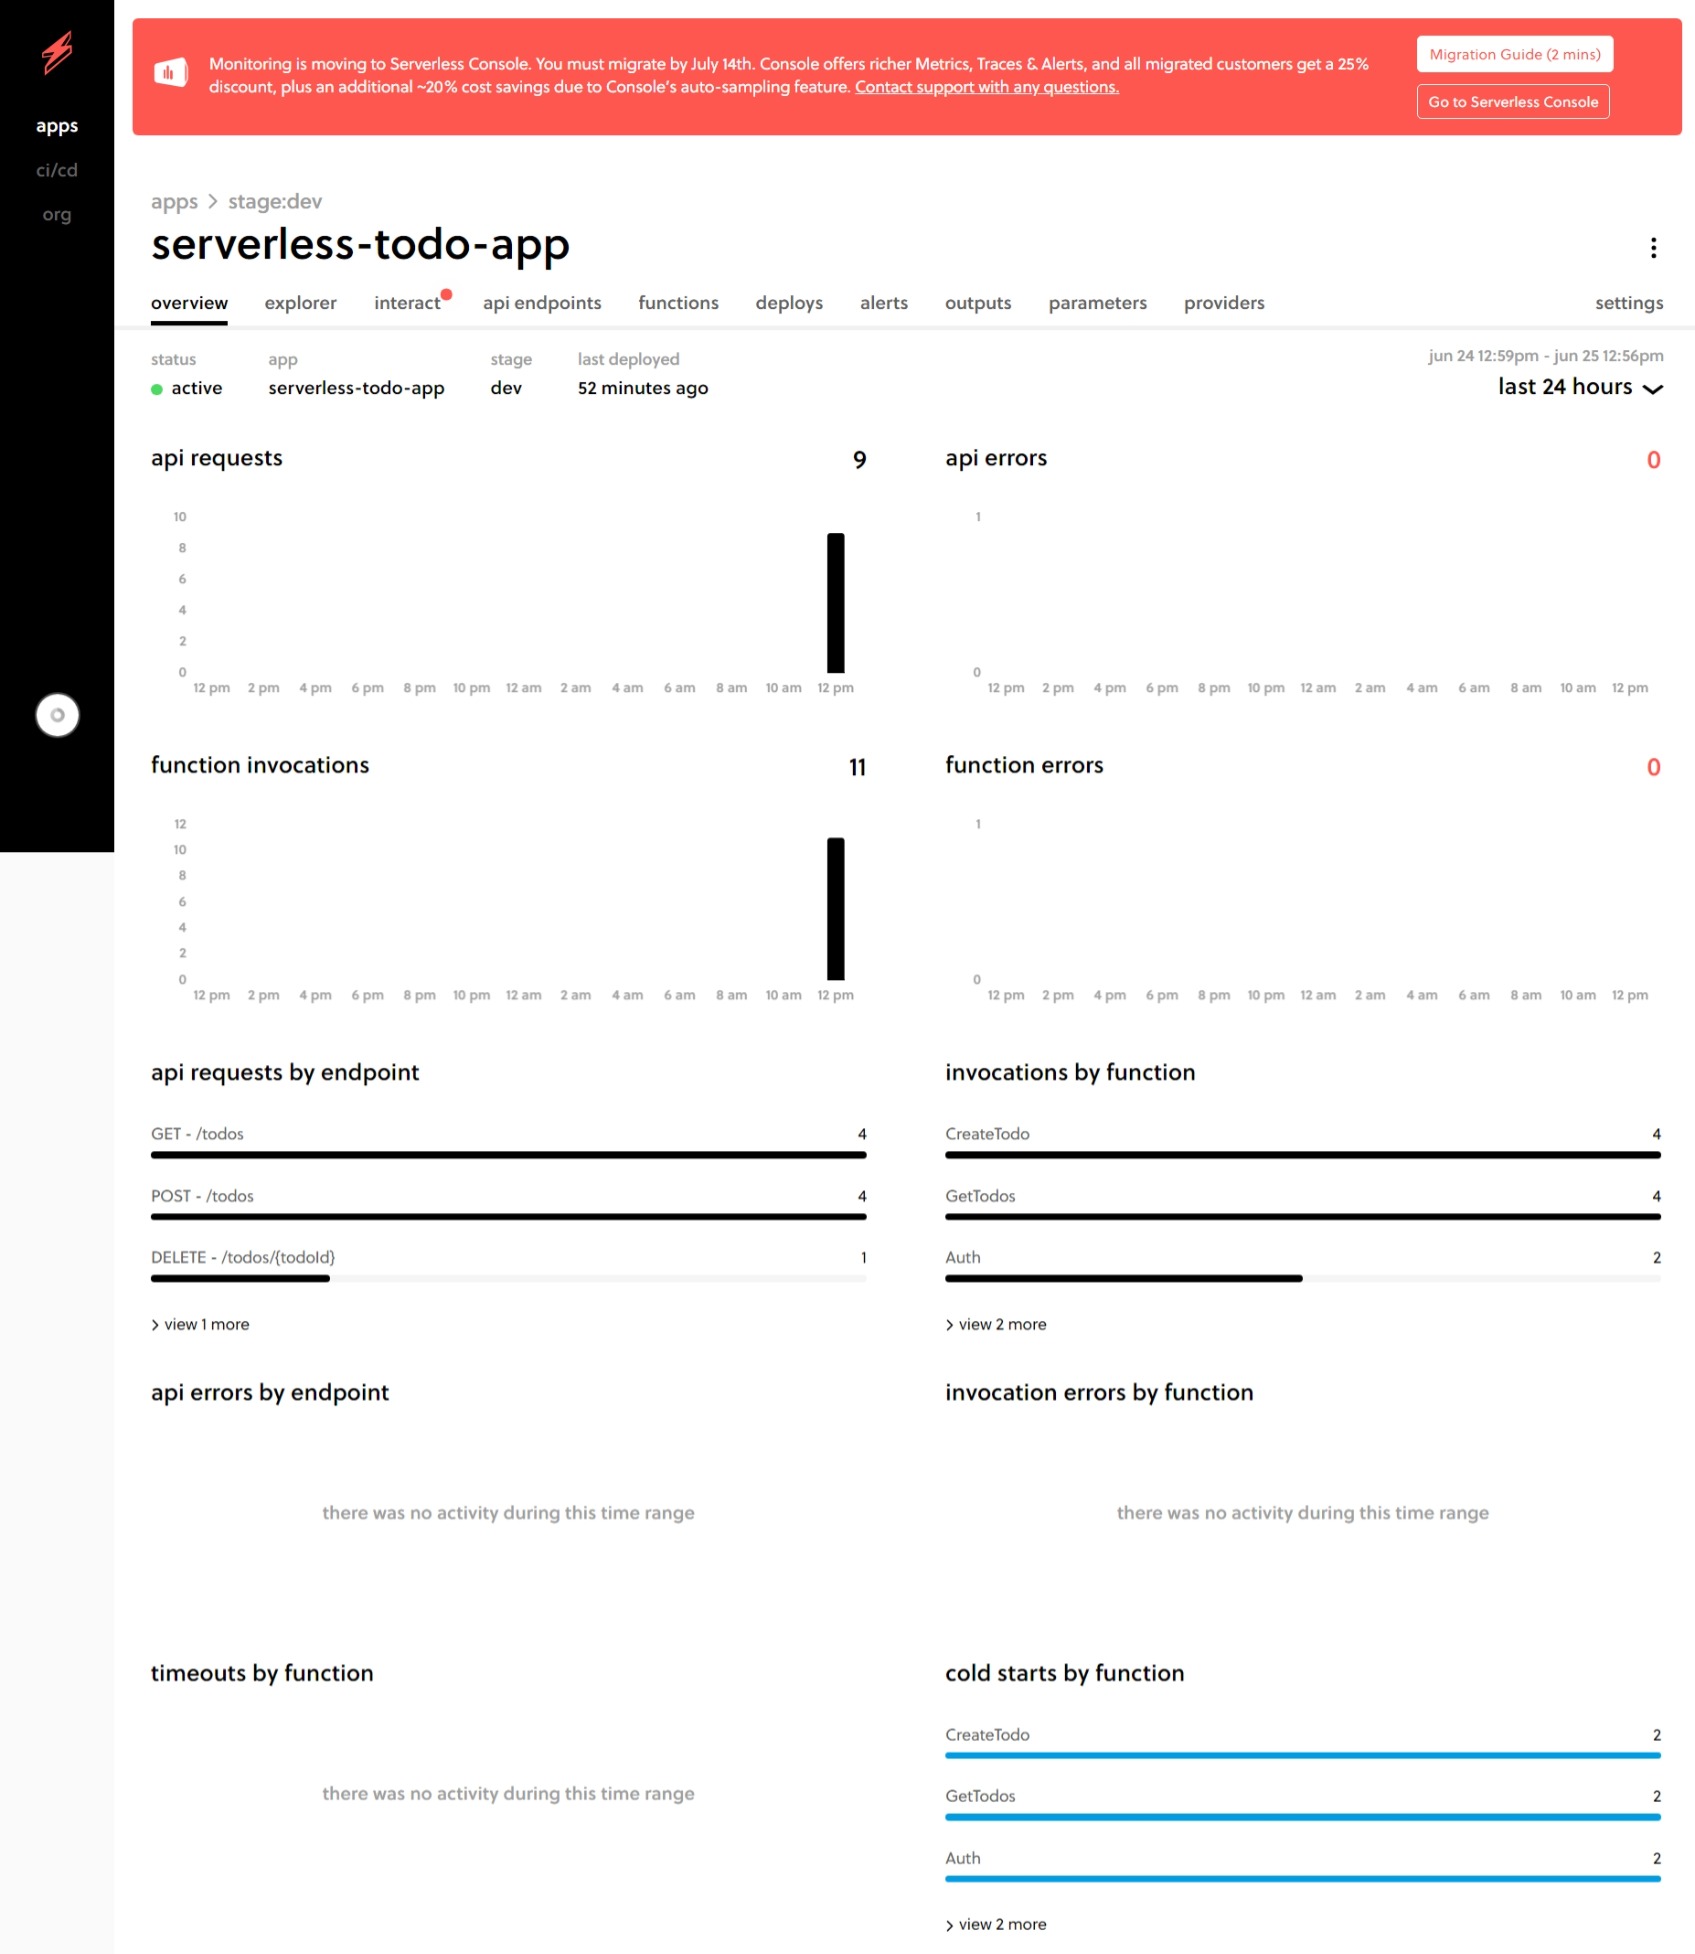 apps
ci/cd
org
Monitoring is moving to Serverless Console. You must migrate by July 14th. Console offers richer Metrics, Traces & Alerts, and all migrated customers get a 25%
discount, plus an additional ~20% cost savings due to Console's auto-sampling feature. Contact support with any questions.
Migration Guide (2 mins)
Go to Serverless Console
apps > stage:dev
serverless-todo-app
overview explorer interact api endpoints functions deploys alerts outputs parameters providers settings
status app stage last deployed
active serverless-todo-app dev 52 minutes ago
jun 24 12:59pm - jun 25 12:56pm
last 24 hours
api requests 9
10
8
6
4
2
0
12 pm 2 pm 4 pm 6 pm 8 pm 10 pm 12 am 2 am 4 am 6 am 8 am 10 am 12 pm
api errors 0
1
0
12 pm 2 pm 4 pm 6 pm 8 pm 10 pm 12 am 2 am 4 am 6 am 8 am 10 am 12 pm
function invocations 11
12
10
8
6
4
2
0
12 pm 2 pm 4 pm 6 pm 8 pm 10 pm 12 am 2 am 4 am 6 am 8 am 10 am 12 pm
function errors 0
1
0
12 pm 2 pm 4 pm 6 pm 8 pm 10 pm 12 am 2 am 4 am 6 am 8 am 10 am 12 pm
api requests by endpoint
GET - /todos 4
POST - /todos 4
DELETE - /todos/{todoId} 1
> view 1 more
invocations by function
CreateTodo 4
GetTodos 4
Auth 2
> view 2 more
api errors by endpoint
there was no activity during this time range
invocation errors by function
there was no activity during this time range
timeouts by function
there was no activity during this time range
cold starts by function
CreateTodo 2
GetTodos 2
Auth 2
> view 2 more